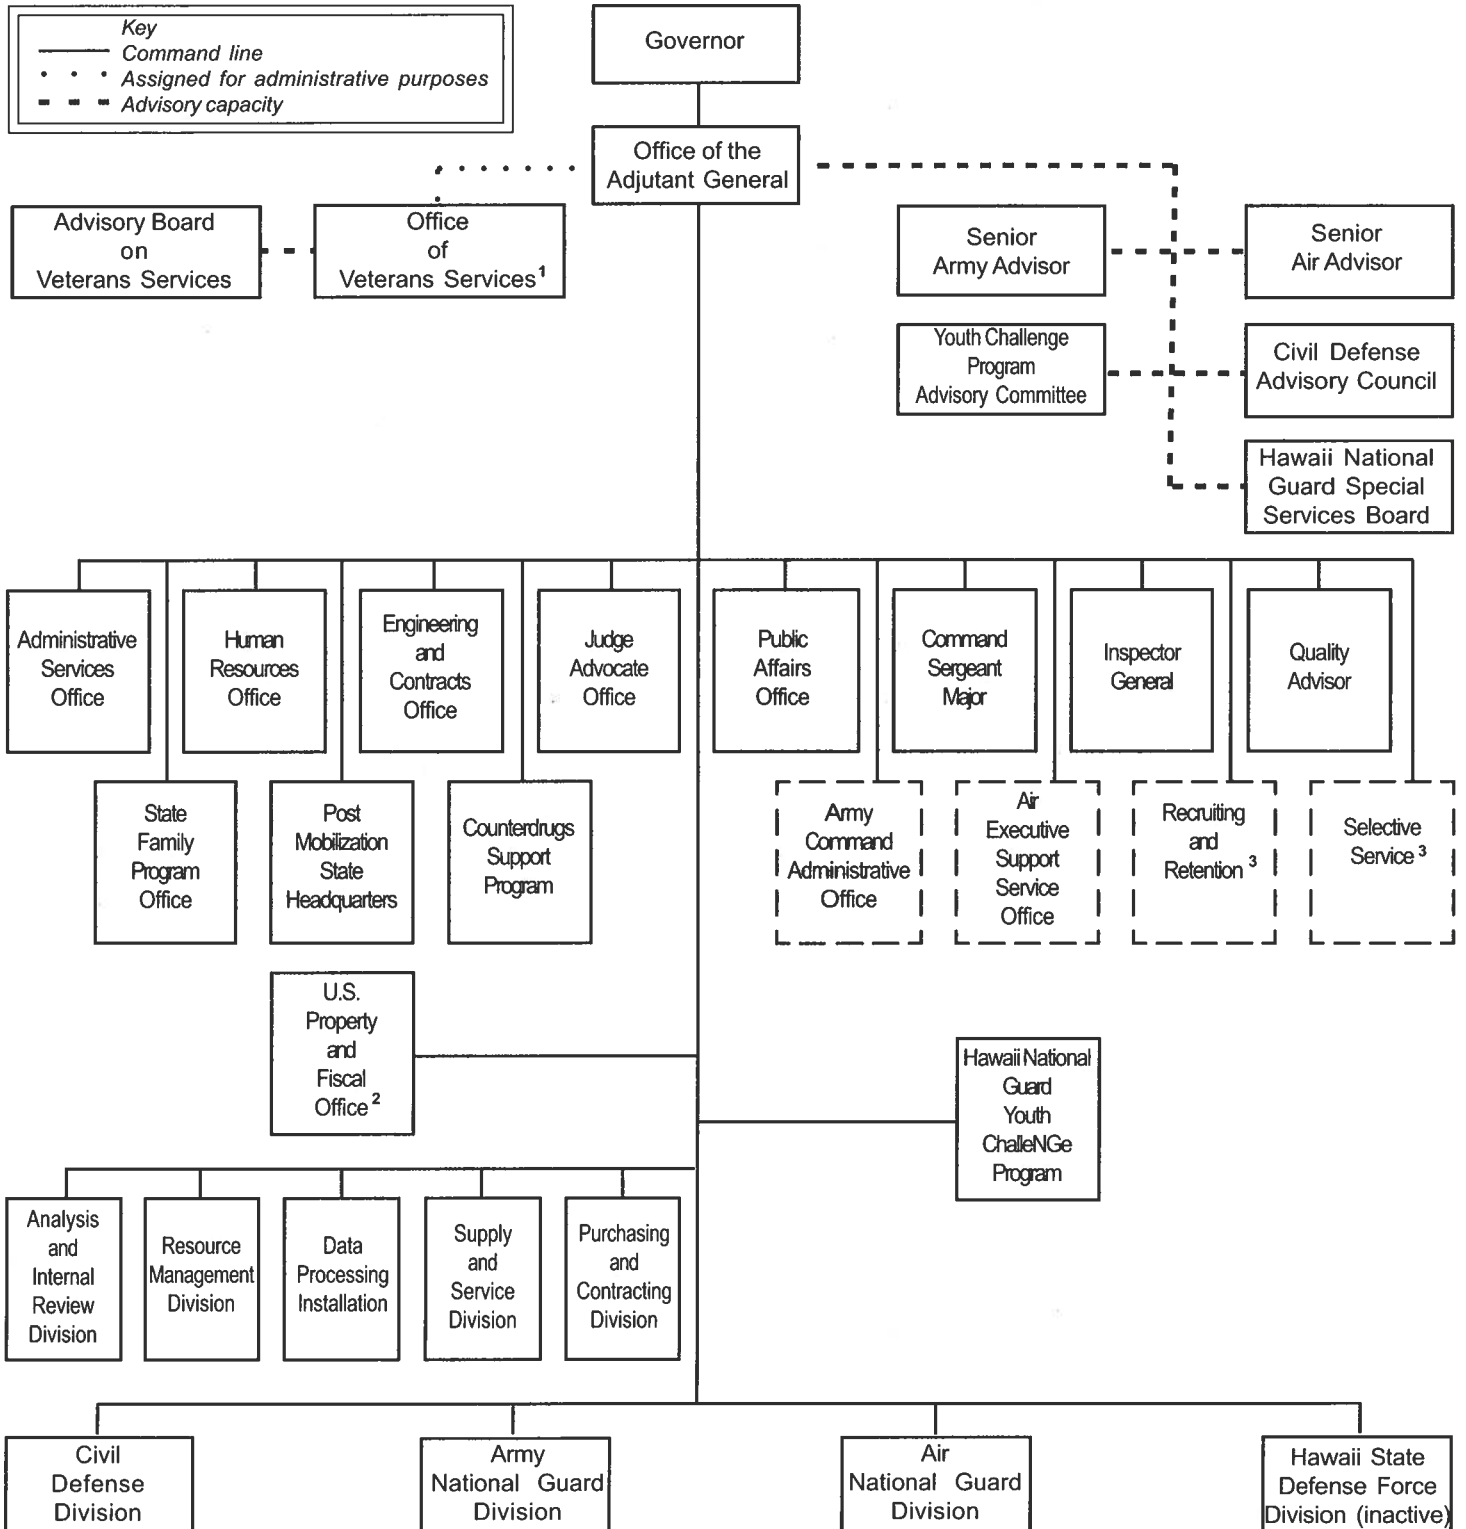 Key
Command line
Assigned for administrative purposes
Advisory capacity
Governor
Office of the
Adjutant General
Advisory Board
on
Veterans Services
Office
of
Veterans Services¹
Senior
Army Advisor
Senior
Air Advisor
Youth Challenge
Program
Advisory Committee
Civil Defense
Advisory Council
Hawaii National
Guard Special
Services Board
Administrative
Services
Office
Human
Resources
Office
Engineering
and
Contracts
Office
Judge
Advocate
Office
Public
Affairs
Office
Command
Sergeant
Major
Inspector
General
Quality
Advisor
State
Family
Program
Office
Post
Mobilization
State
Headquarters
Counterdrugs
Support
Program
Army
Command
Administrative
Office
Air
Executive
Support
Service
Office
Recruiting
and
Retention ³
Selective
Service ³
U.S.
Property
and
Fiscal
Office ²
Hawaii National
Guard
Youth
ChalleNGe
Program
Analysis
and
Internal
Review
Division
Resource
Management
Division
Data
Processing
Installation
Supply
and
Service
Division
Purchasing
and
Contracting
Division
Civil
Defense
Division
Army
National Guard
Division
Air
National Guard
Division
Hawaii State
Defense Force
Division (inactive)